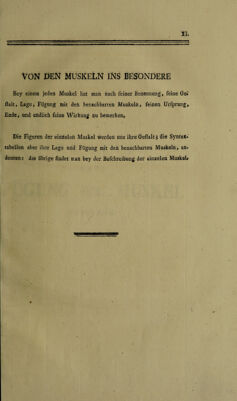 XI.
VON DEN MUSKELN INS BESONDERE
Bey einem jeden Muskel hat man nach seiner Benennung, seine Ge-
stalt, Lage, Fügung mit den benachbarten Muskeln, seinen Ursprung,
Ende, und endlich seine Wirkung zu bemerken.
Die Figuren der einzelen Muskel werden uns ihre Gestalt; die Syntax-
tabellen aber ihre Lage und Fügung mit den benachbarten Muskeln, an-
deuten: das übrige findet man bey der Beschreibung der einzelen Muskel.